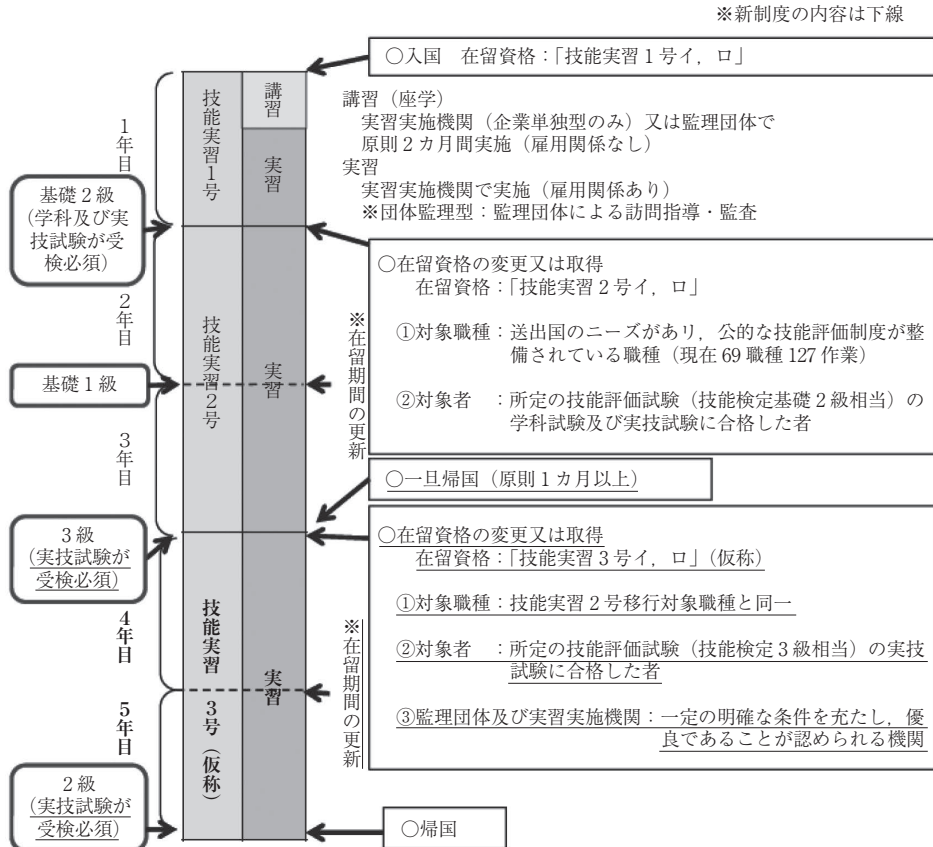 ※新制度の内容は下線
○入国 在留資格：「技能実習１号イ，ロ」
講習（座学）
実習実施機関（企業単独型のみ）又は監理団体で
原則２カ月間実施（雇用関係なし）
実習
実習実施機関で実施（雇用関係あり）
※団体監理型：監理団体による訪問指導・監査
１年目
技能実習１号
講習
実習
基礎２級
（学科及び実
技試験が受
検必須）
○在留資格の変更又は取得
在留資格：「技能実習２号イ，ロ」
①対象職種：送出国のニーズがあり，公的な技能評価制度が整
備されている職種（現在 69 職種 127 作業）
②対象者 ：所定の技能評価試験（技能検定基礎２級相当）の
学科試験及び実技試験に合格した者
２年目
技能実習２号
実習
※在留期間の更新
基礎１級
３年目
○一旦帰国（原則１カ月以上）
３級
（実技試験が
受検必須）
○在留資格の変更又は取得
在留資格：「技能実習３号イ，ロ」（仮称）
①対象職種：技能実習２号移行対象職種と同一
②対象者 ：所定の技能評価試験（技能検定３級相当）の実技
試験に合格した者
③監理団体及び実習実施機関：一定の明確な条件を充たし，優
良であることが認められる機関
４年目
技能実習３号（仮称）
実習
※在留期間の更新
５年目
２級
（実技試験が
受検必須）
○帰国